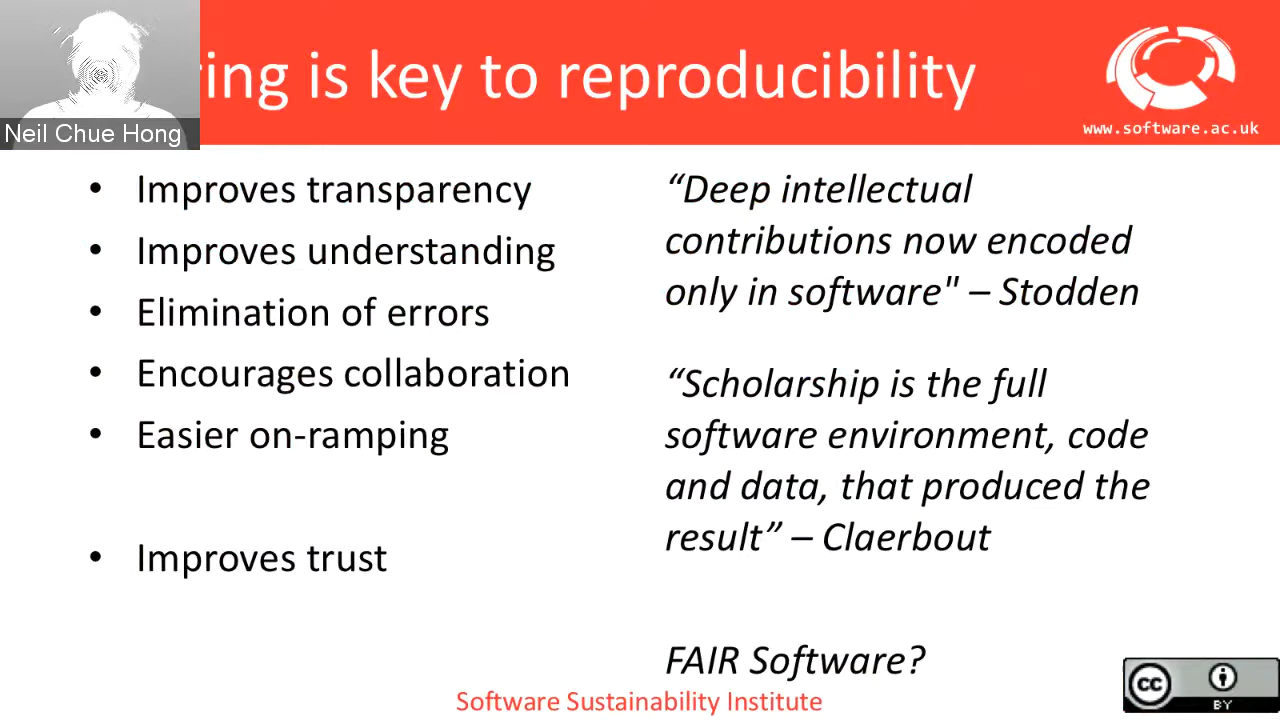 ring is key to reproducibility
www.software.ac.uk
Neil Chue Hong
• Improves transparency
• Improves understanding
• Elimination of errors
• Encourages collaboration
• Easier on-ramping
• Improves trust
“Deep intellectual
contributions now encoded
only in software" – Stodden
“Scholarship is the full
software environment, code
and data, that produced the
result” – Claerbout
FAIR Software?
Software Sustainability Institute
cc
BY